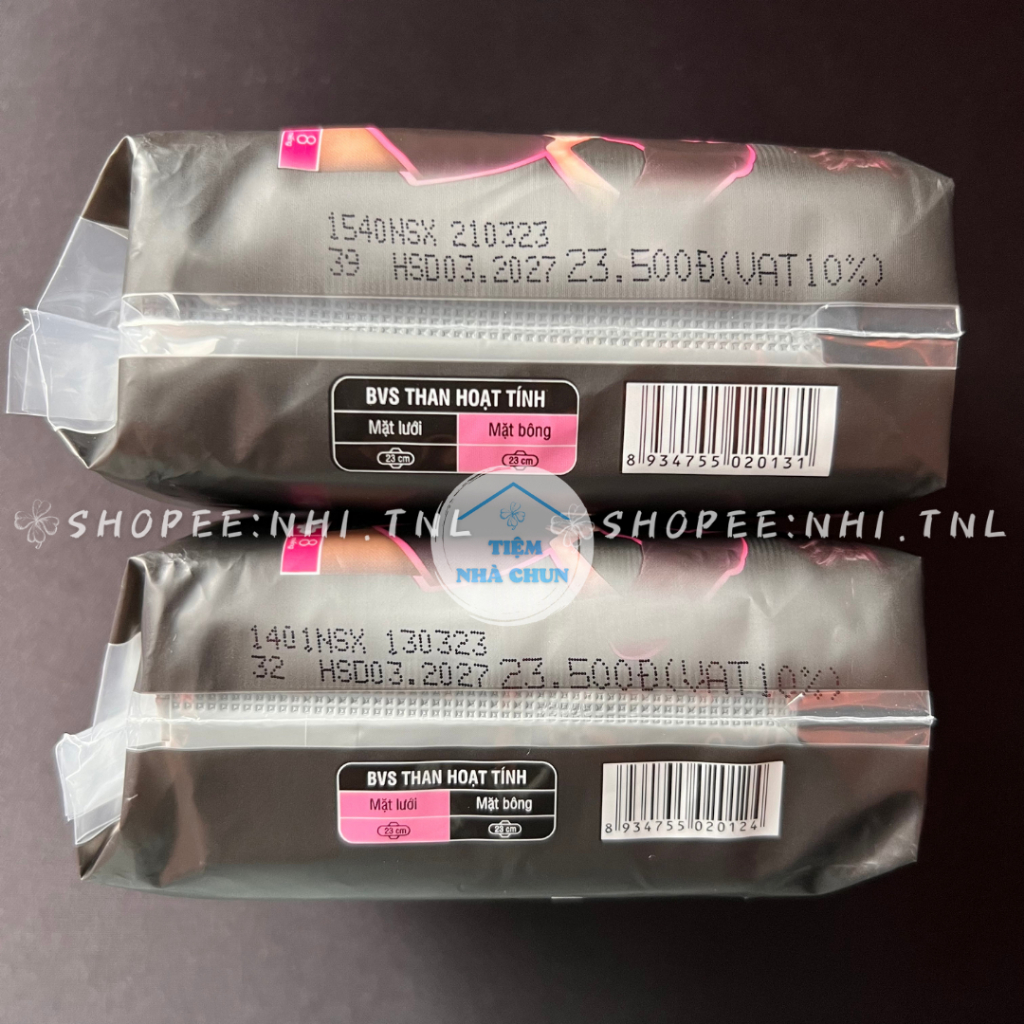 8
1540NSX 210323
39 HSD03.2027 23.500Đ(VAT10%)
BVS THAN HOẠT TÍNH
Mặt lưới Mặt bông
23 cm 23 cm
8 934755 020131
SHOPEE:NHI.TNL SHOPEE:NHI.TNL
TIỆM
NHÀ CHUN
8
1401NSX 130323
32 HSD03.2027 23.500Đ(VAT10%)
BVS THAN HOẠT TÍNH
Mặt lưới Mặt bông
23 cm 23 cm
8 934755 020124